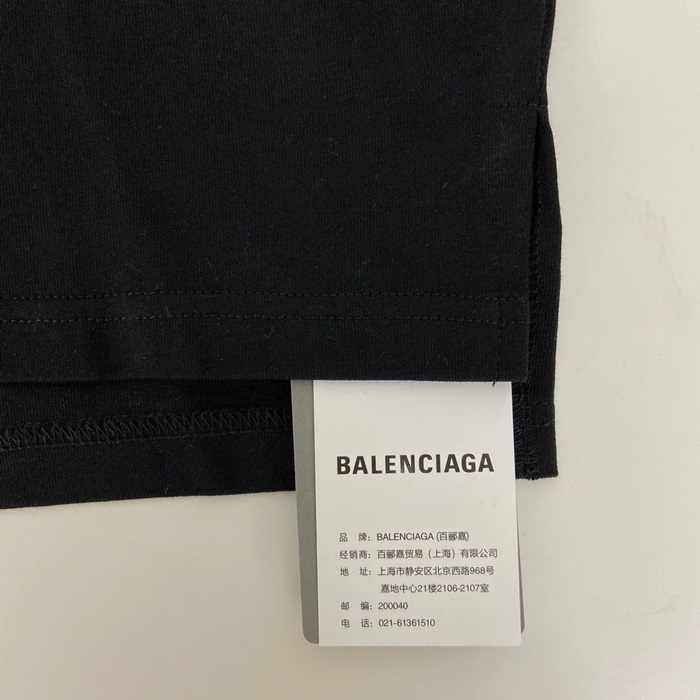 BALENCIAGA
品 牌：BALENCIAGA (百郦嘉)
经销商：百郦嘉贸易（上海）有限公司
地 址：上海市静安区北京西路968号
嘉地中心21楼2106-2107室
邮 编：200040
电 话：021-61361510